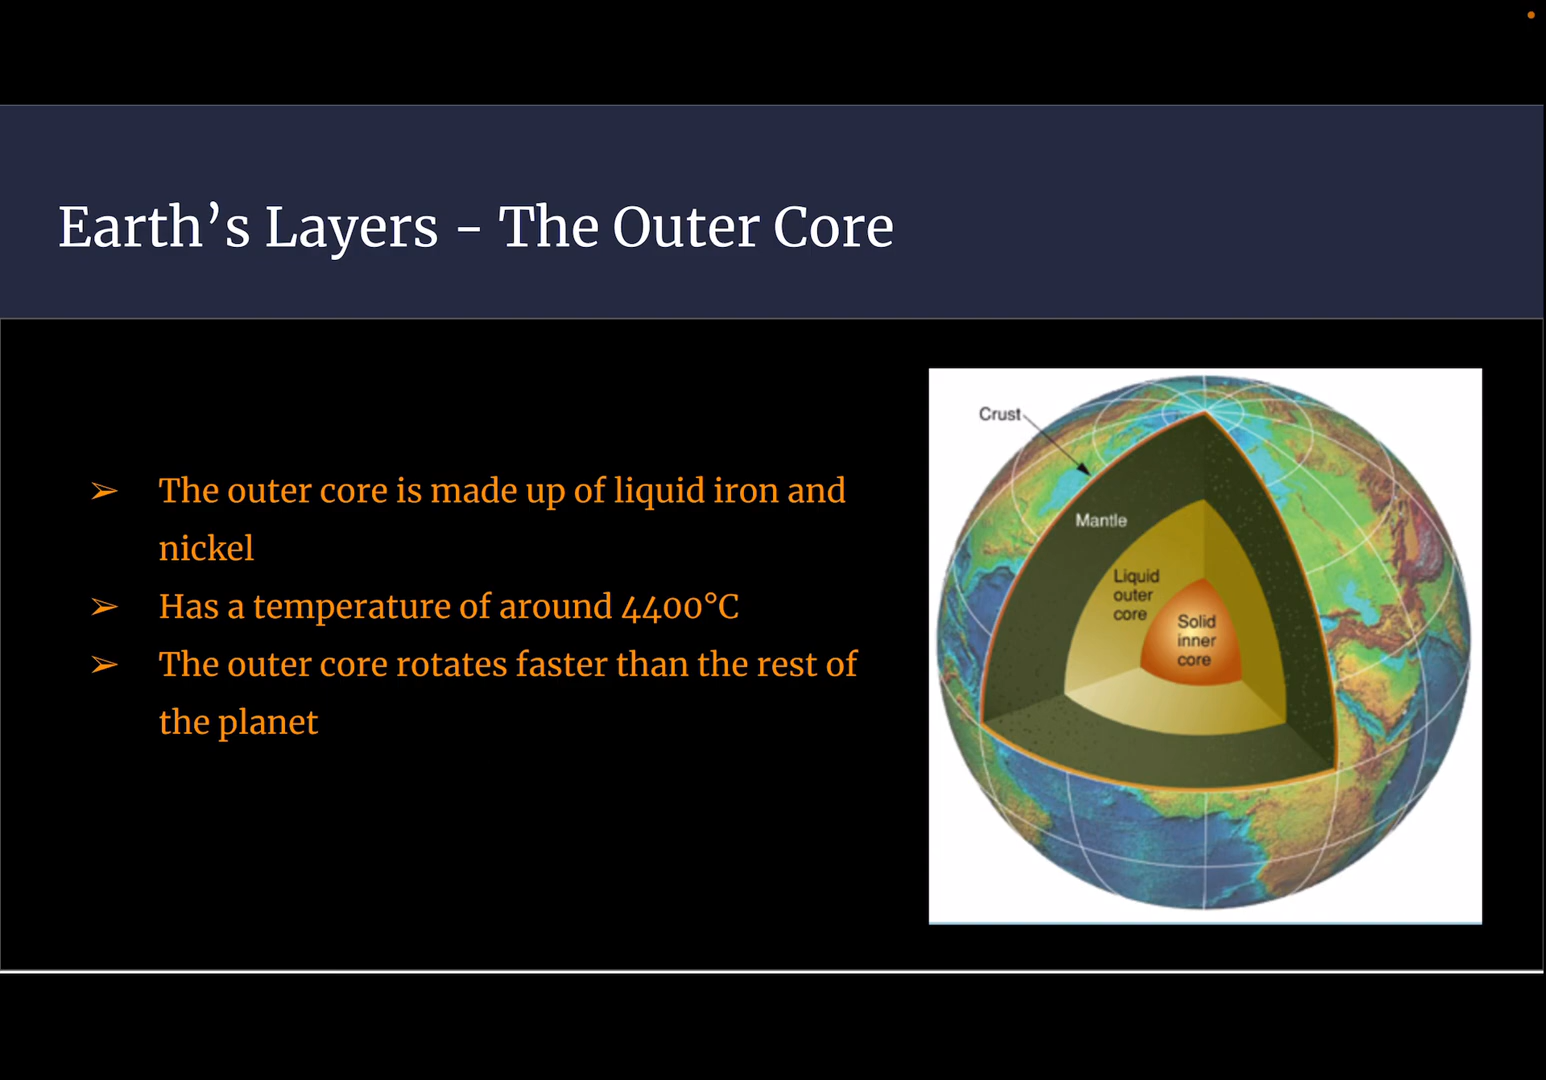 Earth’s Layers - The Outer Core
➢ The outer core is made up of liquid iron and
nickel
➢ Has a temperature of around 4400°C
➢ The outer core rotates faster than the rest of
the planet
Crust
Mantle
Liquid
outer
core
Solid
inner
core